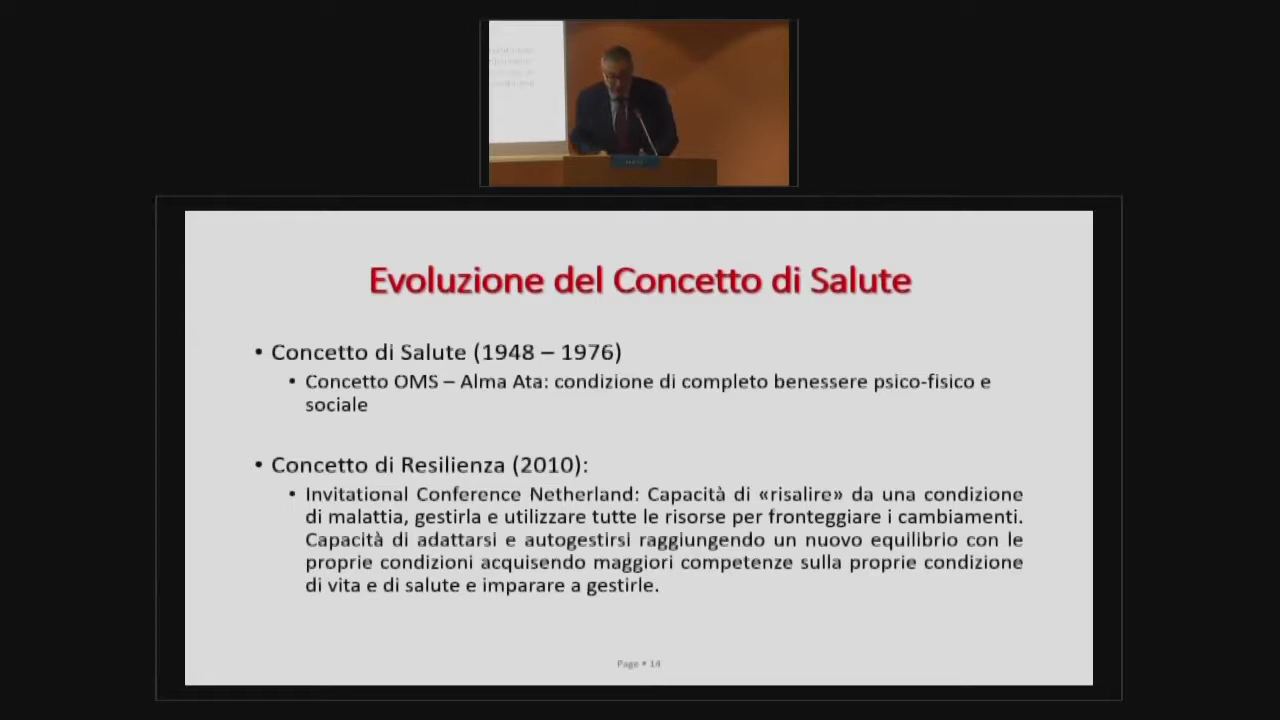 Evoluzione del Concetto di Salute
• Concetto di Salute (1948 – 1976)
• Concetto OMS – Alma Ata: condizione di completo benessere psico-fisico e
sociale
• Concetto di Resilienza (2010):
• Invitational Conference Netherland: Capacità di «risalire» da una condizione
di malattia, gestirla e utilizzare tutte le risorse per fronteggiare i cambiamenti.
Capacità di adattarsi e autogestirsi raggiungendo un nuovo equilibrio con le
proprie condizioni acquisendo maggiori competenze sulla proprie condizione
di vita e di salute e imparare a gestirle.
Page ▪ 14